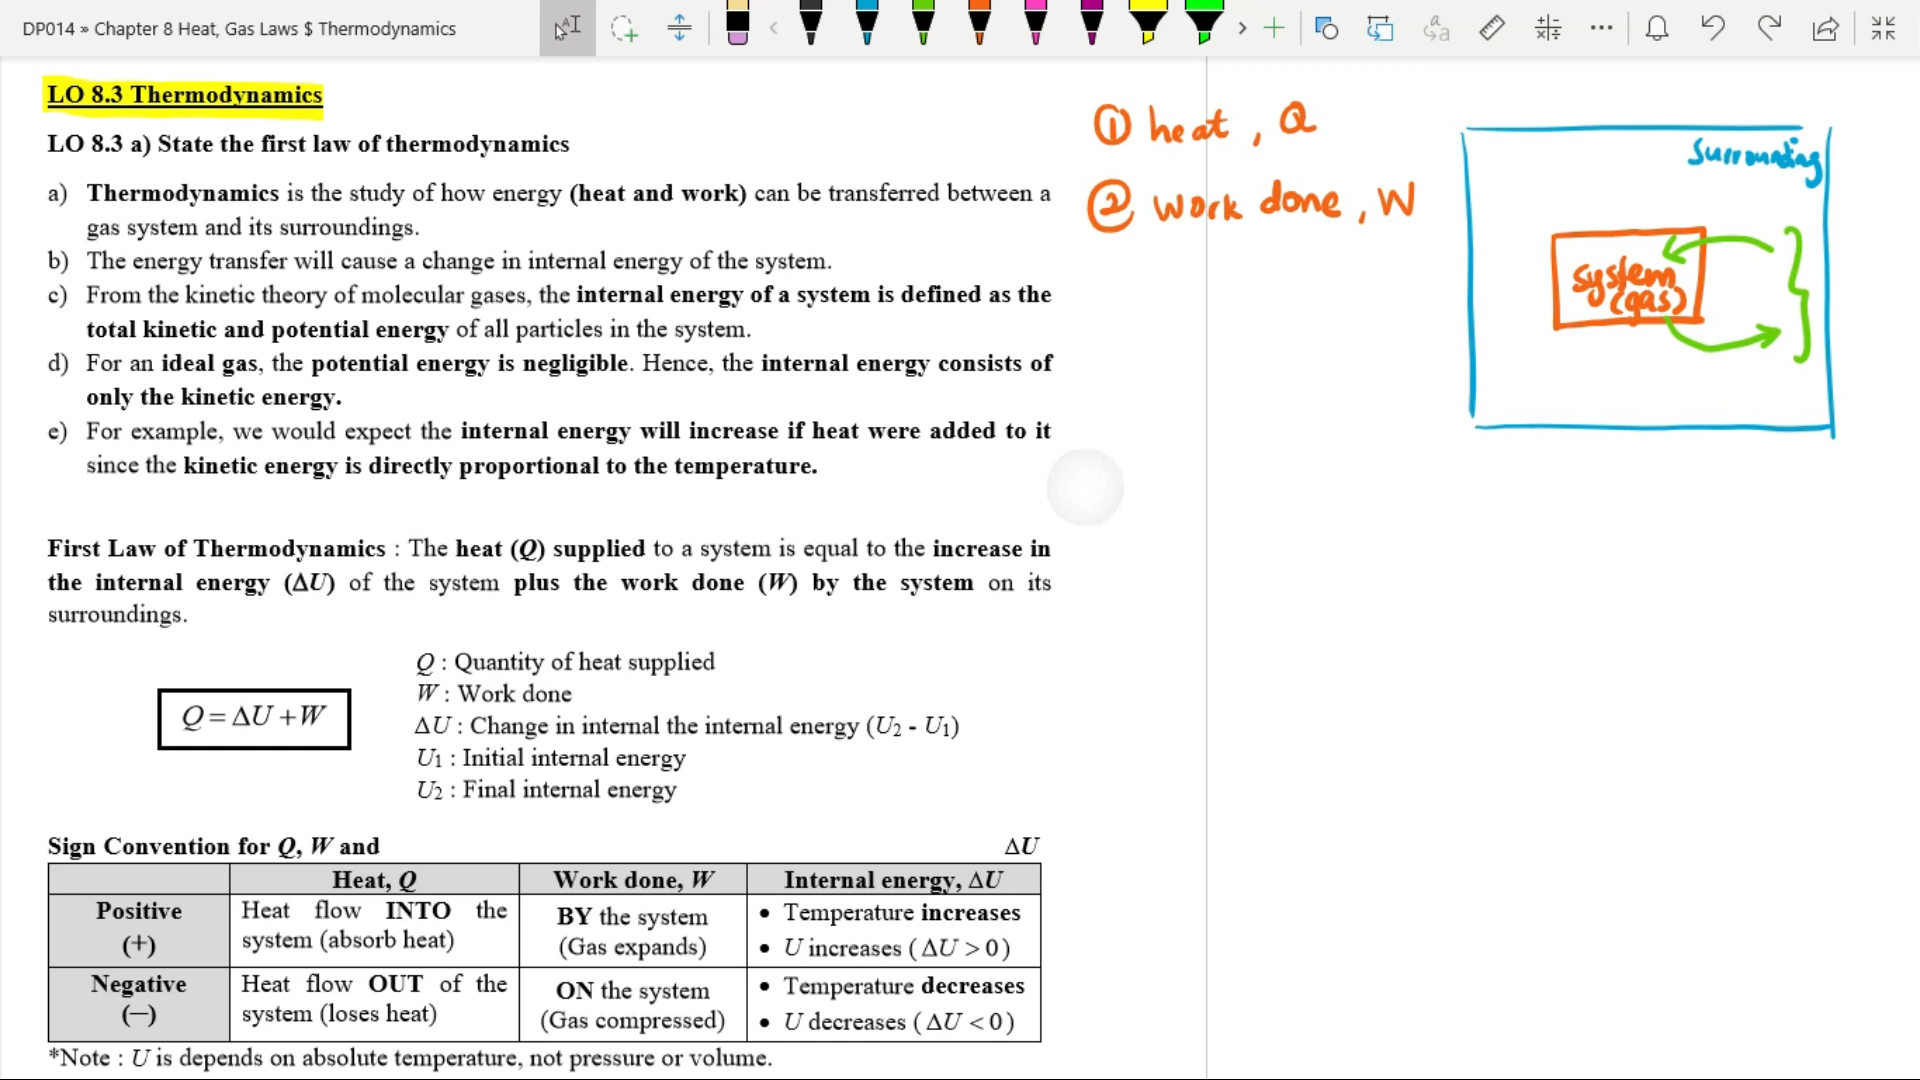 DP014 » Chapter 8 Heat, Gas Laws $ Thermodynamics
LO 8.3 Thermodynamics
LO 8.3 a) State the first law of thermodynamics
a) Thermodynamics is the study of how energy (heat and work) can be transferred between a
gas system and its surroundings.
b) The energy transfer will cause a change in internal energy of the system.
c) From the kinetic theory of molecular gases, the internal energy of a system is defined as the
total kinetic and potential energy of all particles in the system.
d) For an ideal gas, the potential energy is negligible. Hence, the internal energy consists of
only the kinetic energy.
e) For example, we would expect the internal energy will increase if heat were added to it
since the kinetic energy is directly proportional to the temperature.
First Law of Thermodynamics : The heat (Q) supplied to a system is equal to the increase in
the internal energy (ΔU) of the system plus the work done (W) by the system on its
surroundings.
Q = ΔU + W
Q : Quantity of heat supplied
W : Work done
ΔU : Change in internal the internal energy (U2 - U1)
U1 : Initial internal energy
U2 : Final internal energy
Sign Convention for Q, W and ΔU
Heat, Q Work done, W Internal energy, ΔU
Positive (+)
Heat flow INTO the
system (absorb heat)
BY the system
(Gas expands)
• Temperature increases
• U increases ( ΔU > 0 )
Negative (—)
Heat flow OUT of the
system (loses heat)
ON the system
(Gas compressed)
• Temperature decreases
• U decreases ( ΔU < 0 )
*Note : U is depends on absolute temperature, not pressure or volume.
① heat , Q
② work done , W
surrounding
system
(gas)